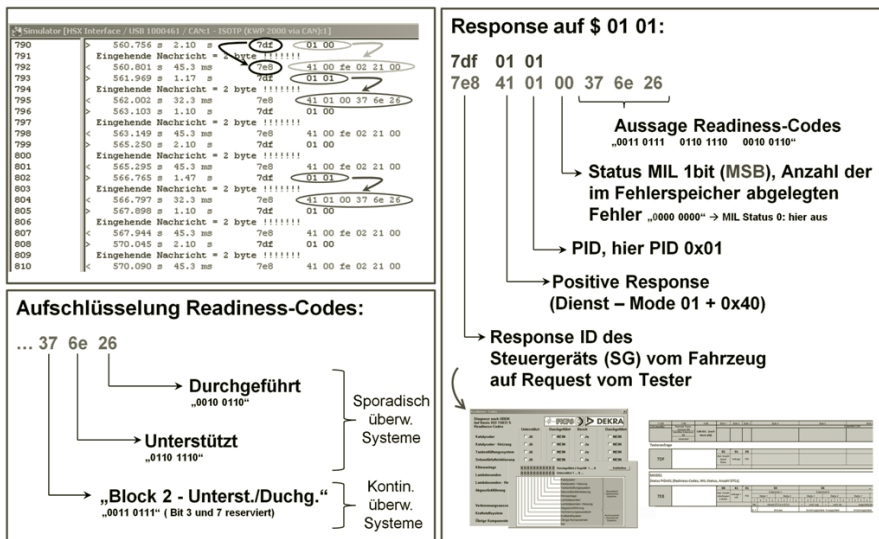 Simulator [HSX Interface / USB 1000461 / CAN:1 - ISOTP (KWP 2000 via CAN):1]
790 > 560.756 s 2.10 s 7df 01 00
791 Eingehende Nachricht = 2 byte !!!!!!!
792 < 560.801 s 45.3 ms 7e8 41 00 fe 02 21 00
793 > 561.969 s 1.17 s 7df 01 01
794 Eingehende Nachricht = 2 byte !!!!!!!
795 < 562.002 s 32.3 ms 7e8 41 01 00 37 6e 26
796 > 563.103 s 1.10 s 7df 01 00
797 Eingehende Nachricht = 2 byte !!!!!!!
798 < 563.149 s 45.3 ms 7e8 41 00 fe 02 21 00
799 > 565.250 s 2.10 s 7df 01 00
800 Eingehende Nachricht = 2 byte !!!!!!!
801 < 565.295 s 45.3 ms 7e8 41 00 fe 02 21 00
802 > 566.765 s 1.47 s 7df 01 01
803 Eingehende Nachricht = 2 byte !!!!!!!
804 < 566.797 s 32.3 ms 7e8 41 01 00 37 6e 26
805 > 567.898 s 1.10 s 7df 01 00
806 Eingehende Nachricht = 2 byte !!!!!!!
807 < 567.944 s 45.3 ms 7e8 41 00 fe 02 21 00
808 > 570.045 s 2.10 s 7df 01 00
809 Eingehende Nachricht = 2 byte !!!!!!!
810 < 570.090 s 45.3 ms 7e8 41 00 fe 02 21 00
Aufschlüsselung Readiness-Codes:
... 37 6e 26
Durchgeführt
„0010 0110“
Unterstützt
„0110 1110“
Sporadisch
überw.
Systeme
„Block 2 - Unterst./Duchg.“
„0011 0111“ ( Bit 3 und 7 reserviert)
Kontin.
überw.
Systeme
Response auf $ 01 01:
7df 01 01
7e8 41 01 00 37 6e 26
Aussage Readiness-Codes
„0011 0111 0110 1110 0010 0110“
Status MIL 1bit (MSB), Anzahl der
im Fehlerspeicher abgelegten
Fehler „0000 0000“ → MIL Status 0: hier aus
PID, hier PID 0x01
Positive Response
(Dienst – Mode 01 + 0x40)
Response ID des
Steuergeräts (SG) vom Fahrzeug
auf Request vom Tester
DEKRA